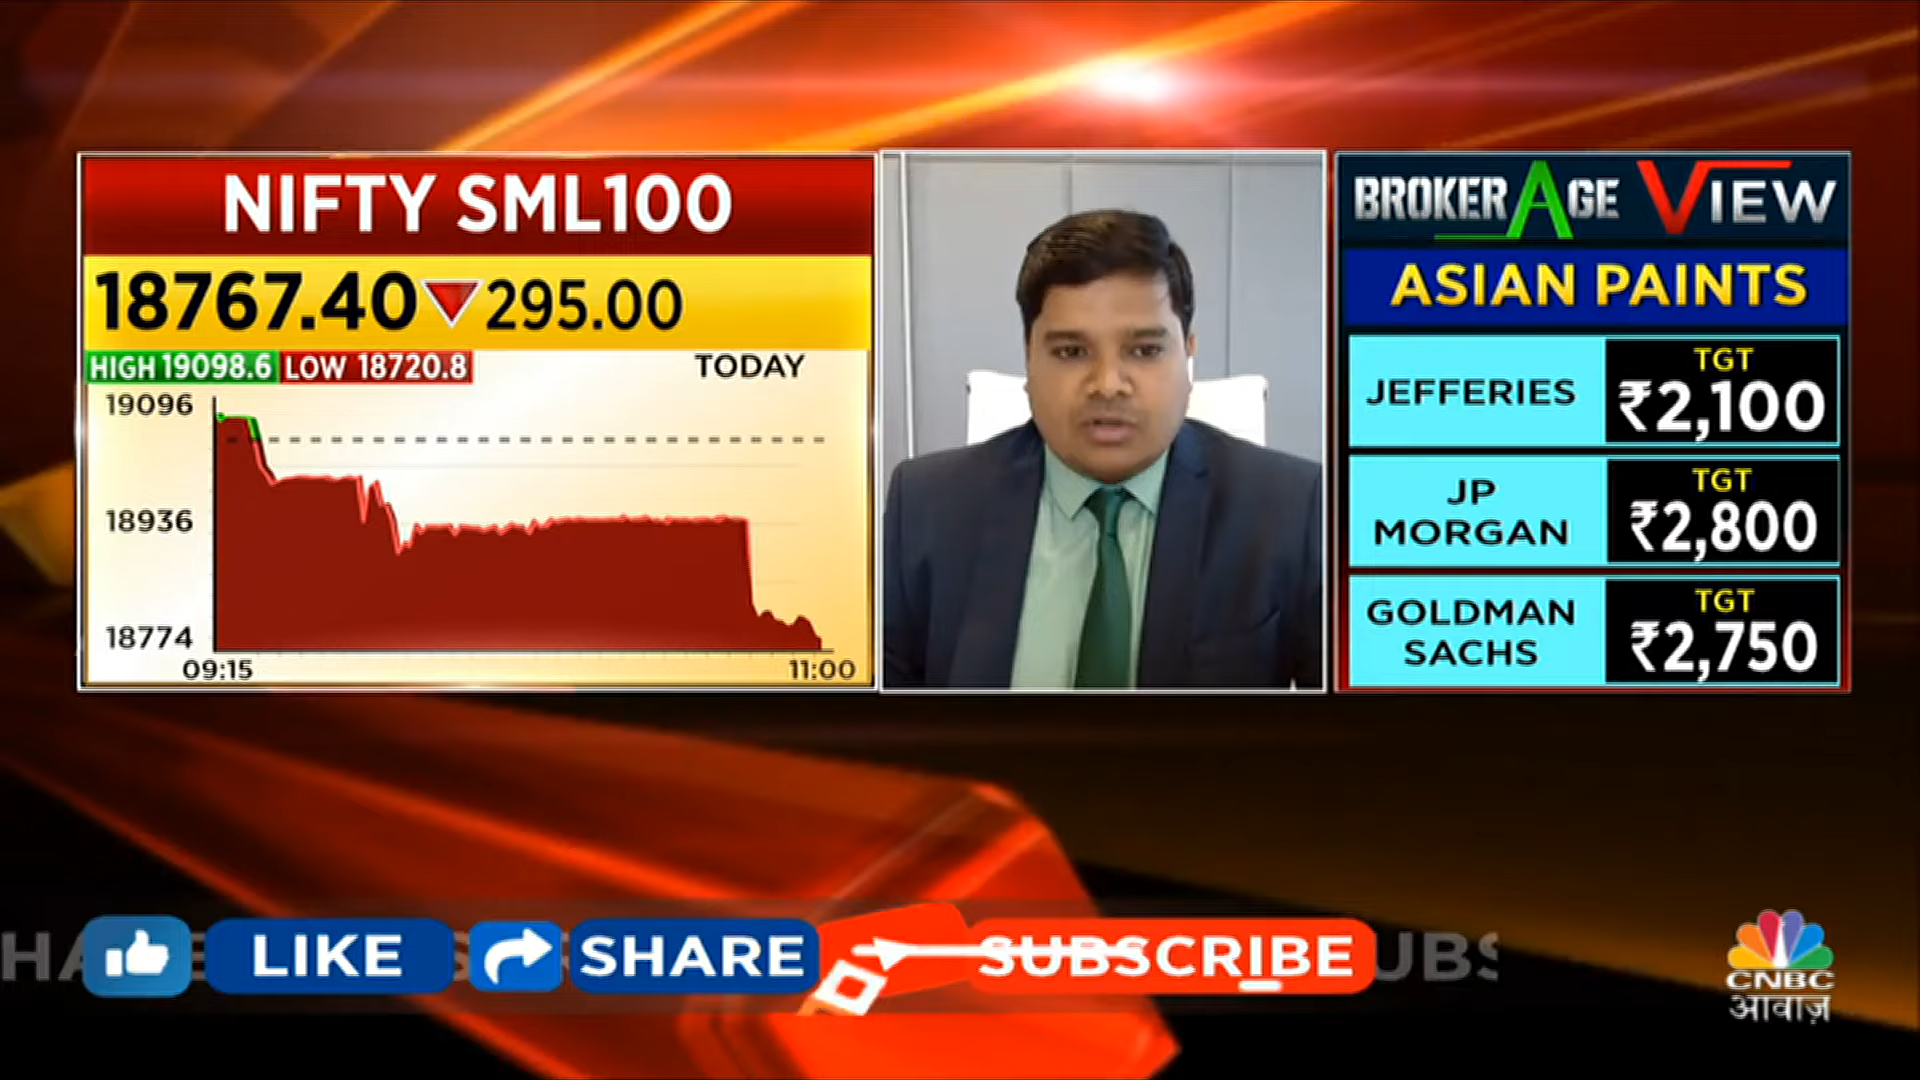 NIFTY SML100
18767.40 295.00
HIGH 19098.6 LOW 18720.8
TODAY
19096
18936
18774
09:15
11:00
BROKERAGE VIEW
ASIAN PAINTS
JEFFERIES
TGT
₹2,100
JP
MORGAN
TGT
₹2,800
GOLDMAN
SACHS
TGT
₹2,750
LIKE
SHARE
SUBSCRIBE
CNBC
आवाज़